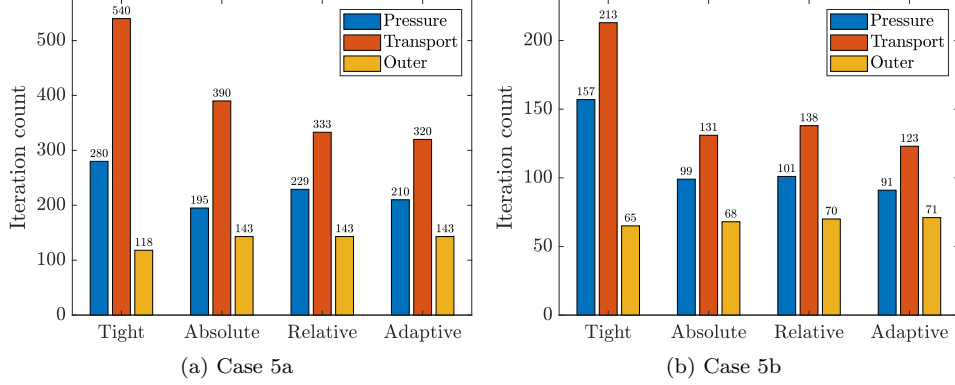 540
500
400
300
200
100
0
Iteration count
280
118
195
390
143
229
333
143
210
320
143
Pressure
Transport
Outer
Tight
Absolute
Relative
Adaptive
(a) Case 5a
213
200
150
100
50
0
Iteration count
157
65
99
131
68
101
138
70
91
123
71
Pressure
Transport
Outer
Tight
Absolute
Relative
Adaptive
(b) Case 5b